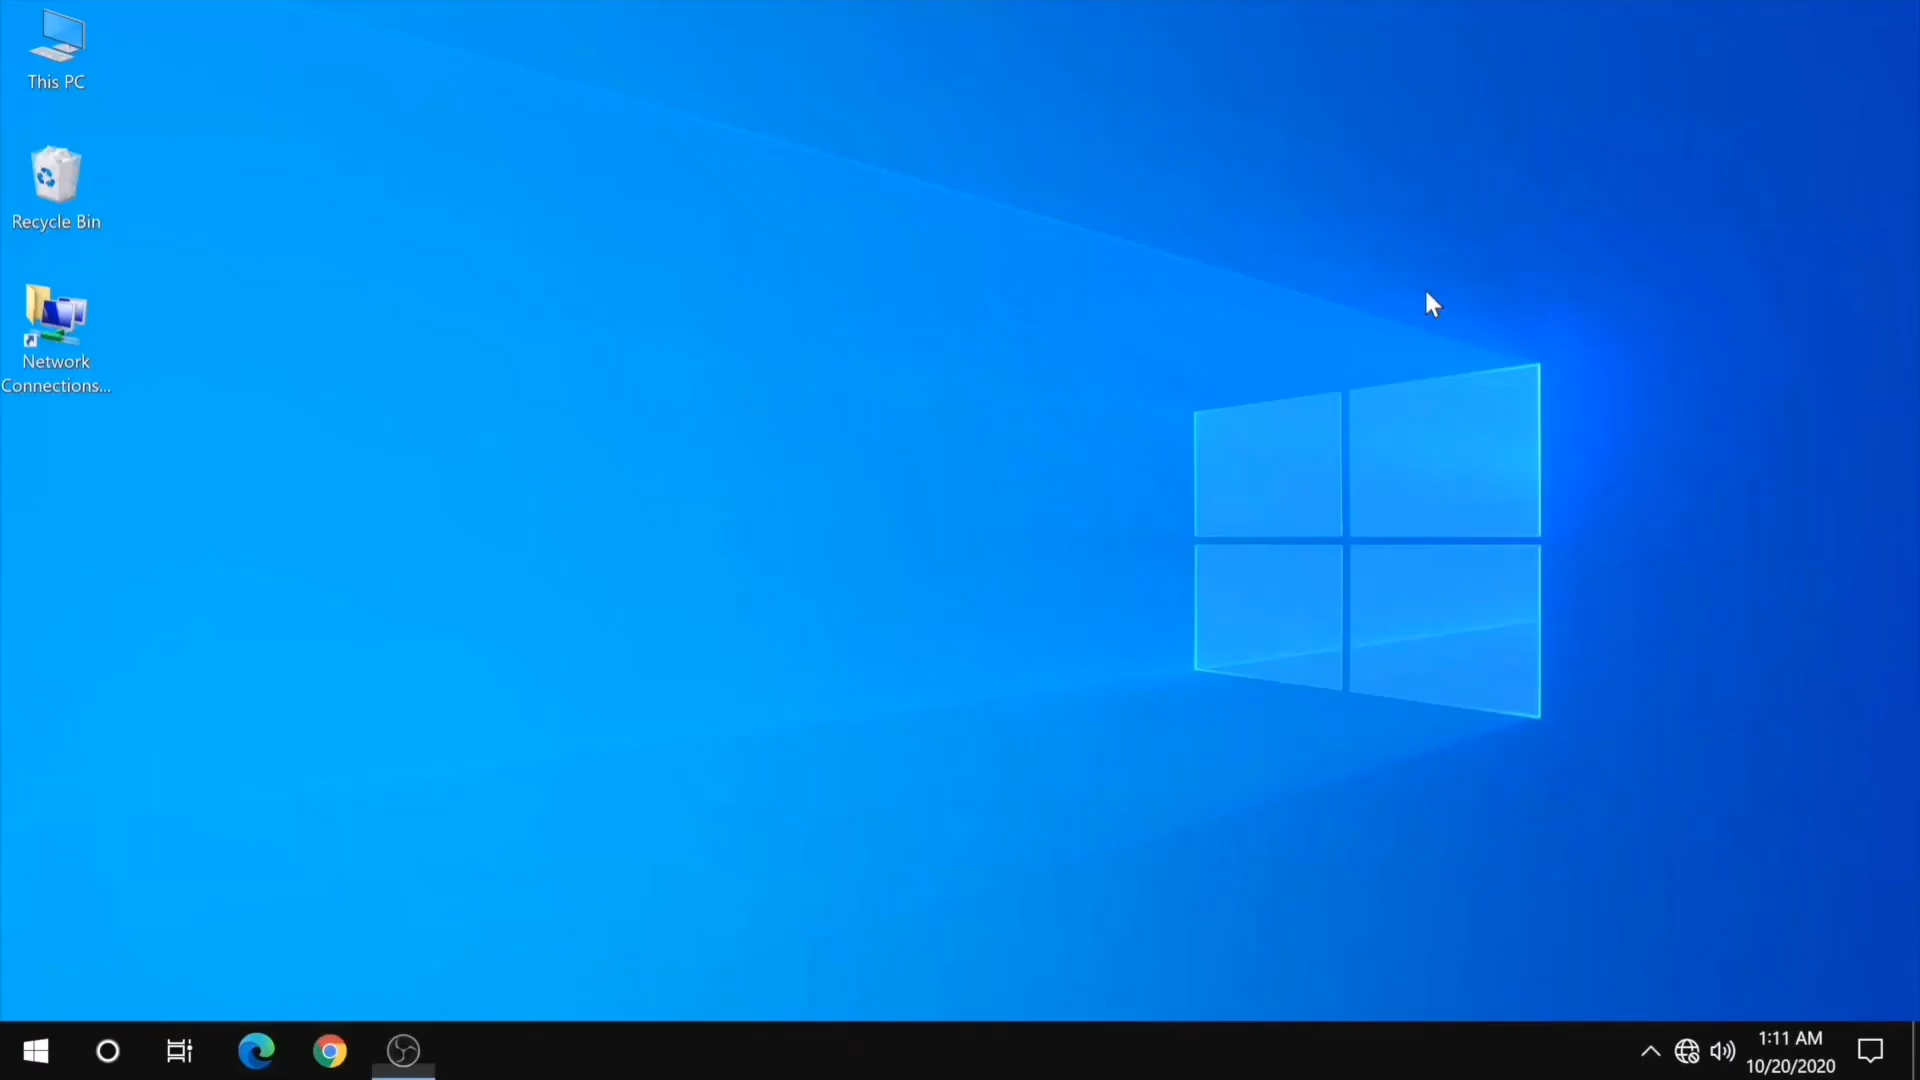 This PC
Recycle Bin
Network
Connections...
1:11 AM
10/20/2020